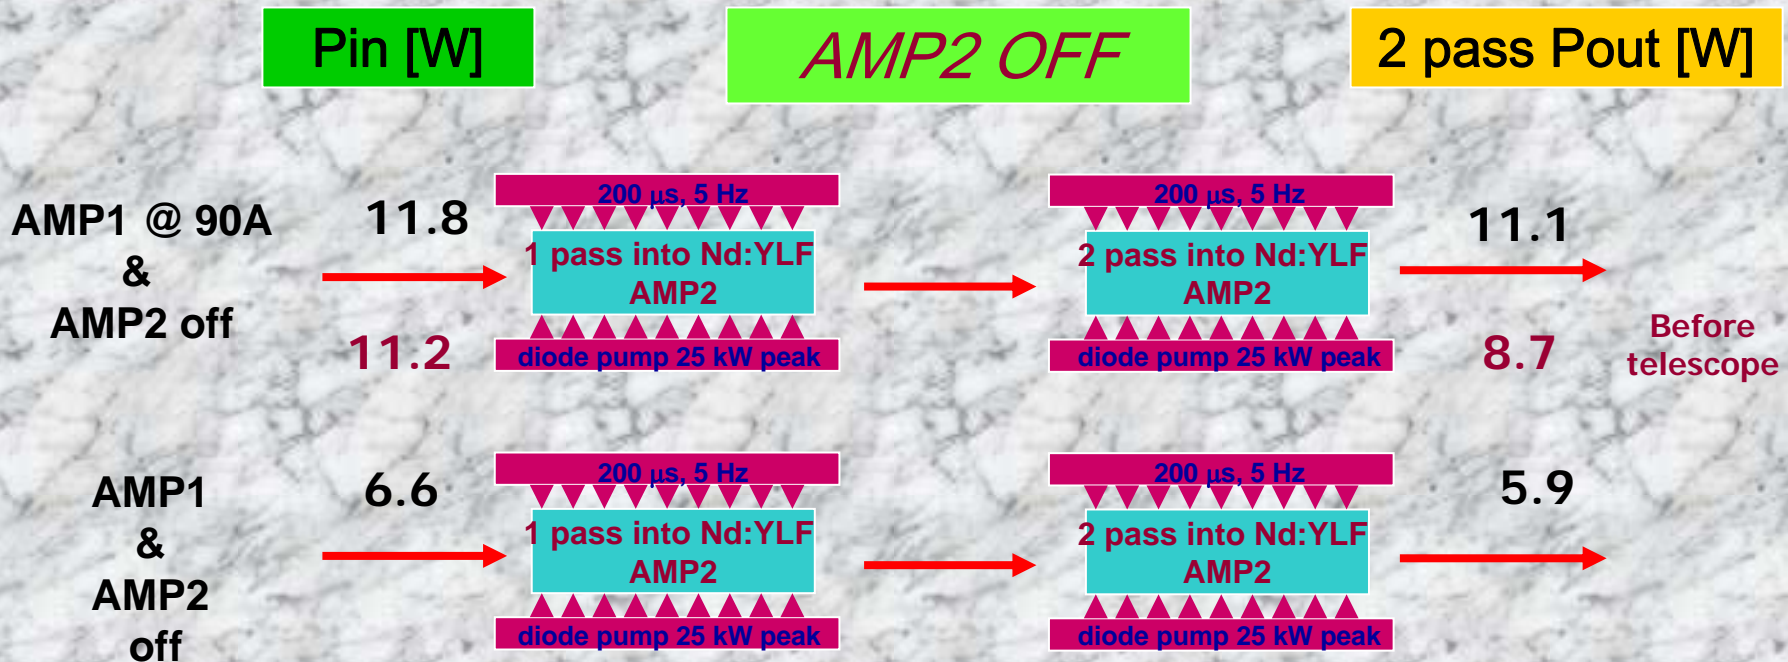 Pin [W]
AMP2 OFF
2 pass Pout [W]
AMP1 @ 90A
&
AMP2 off
11.8
11.2
200 μs, 5 Hz
1 pass into Nd:YLF
AMP2
diode pump 25 kW peak
200 μs, 5 Hz
2 pass into Nd:YLF
AMP2
diode pump 25 kW peak
11.1
8.7
Before
telescope
AMP1
&
AMP2
off
6.6
200 μs, 5 Hz
1 pass into Nd:YLF
AMP2
diode pump 25 kW peak
200 μs, 5 Hz
2 pass into Nd:YLF
AMP2
diode pump 25 kW peak
5.9